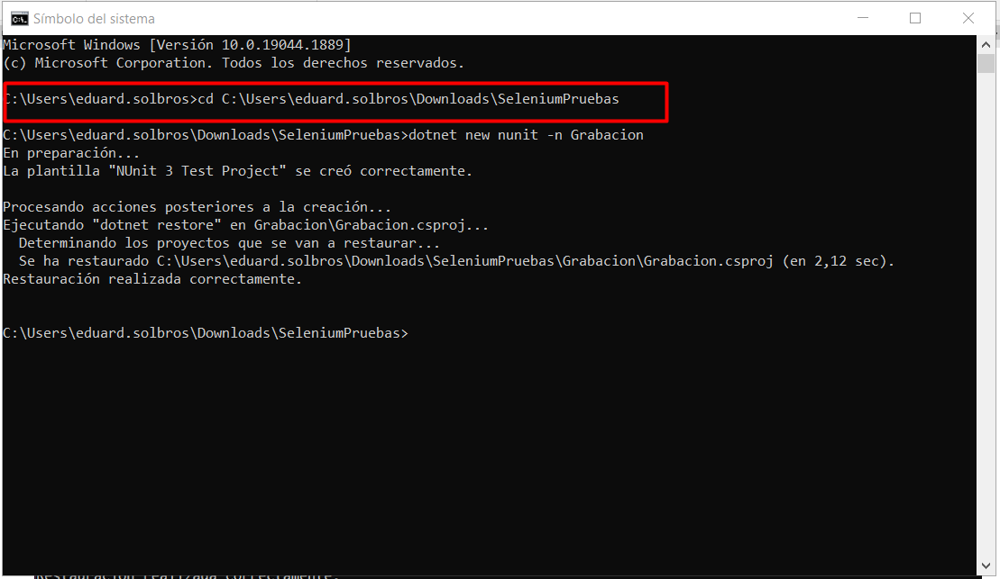 Símbolo del sistema
Microsoft Windows [Versión 10.0.19044.1889]
(c) Microsoft Corporation. Todos los derechos reservados.
C:\Users\eduard.solbros>cd C:\Users\eduard.solbros\Downloads\SeleniumPruebas
C:\Users\eduard.solbros\Downloads\SeleniumPruebas>dotnet new nunit -n Grabacion
En preparación...
La plantilla "NUnit 3 Test Project" se creó correctamente.
Procesando acciones posteriores a la creación...
Ejecutando "dotnet restore" en Grabacion\Grabacion.csproj...
Determinando los proyectos que se van a restaurar...
Se ha restaurado C:\Users\eduard.solbros\Downloads\SeleniumPruebas\Grabacion\Grabacion.csproj (en 2,12 sec).
Restauración realizada correctamente.
C:\Users\eduard.solbros\Downloads\SeleniumPruebas>
Restauración realizada correctamente.